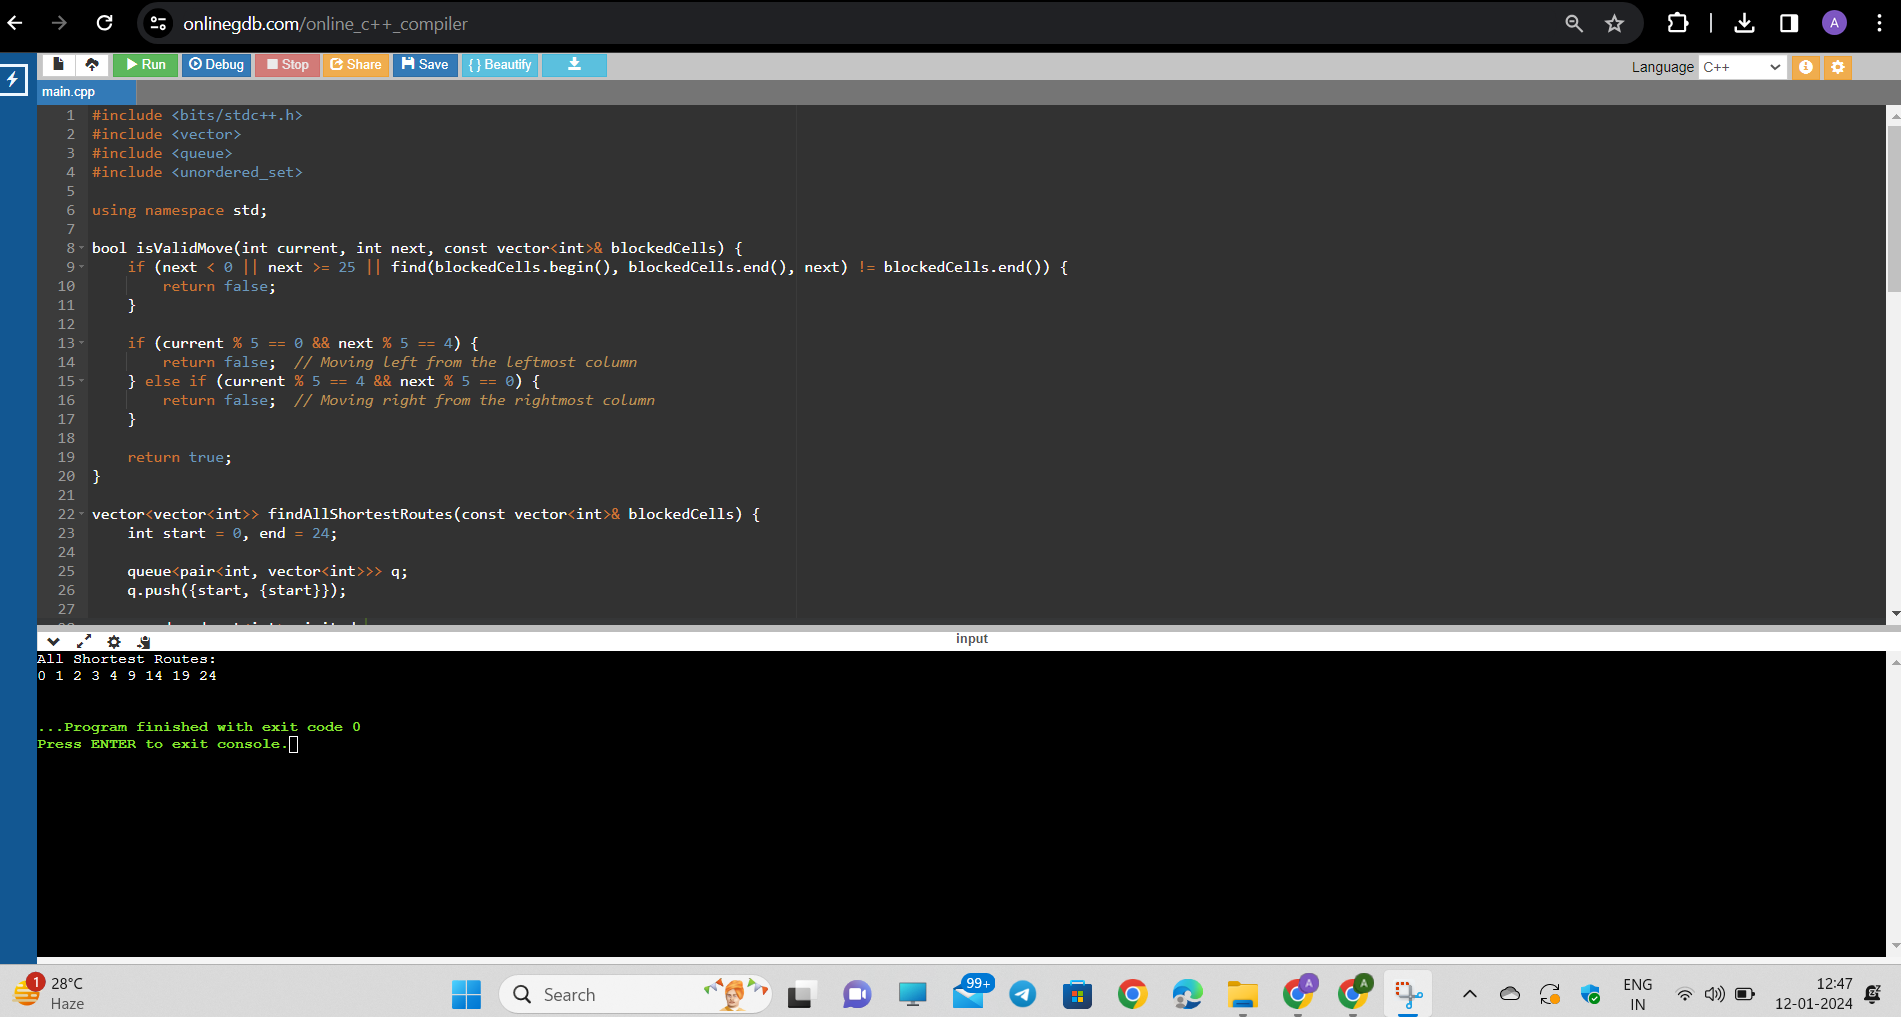 onlinegdb.com/online_c++_compiler
A
Run Debug Stop Share Save { } Beautify
Language C++
main.cpp
1 #include <bits/stdc++.h>
2 #include <vector>
3 #include <queue>
4 #include <unordered_set>
5
6 using namespace std;
7
8 bool isValidMove(int current, int next, const vector<int>& blockedCells) {
9 if (next < 0 || next >= 25 || find(blockedCells.begin(), blockedCells.end(), next) != blockedCells.end()) {
10 return false;
11 }
12
13 if (current % 5 == 0 && next % 5 == 4) {
14 return false; // Moving left from the leftmost column
15 } else if (current % 5 == 4 && next % 5 == 0) {
16 return false; // Moving right from the rightmost column
17 }
18
19 return true;
20 }
21
22 vector<vector<int>> findAllShortestRoutes(const vector<int>& blockedCells) {
23 int start = 0, end = 24;
24
25 queue<pair<int, vector<int>>> q;
26 q.push({start, {start}});
27
input
All Shortest Routes:
0 1 2 3 4 9 14 19 24
...Program finished with exit code 0
Press ENTER to exit console.
1
28°C
Haze
Search
99+
A
A
ENG
IN
12:47
12-01-2024